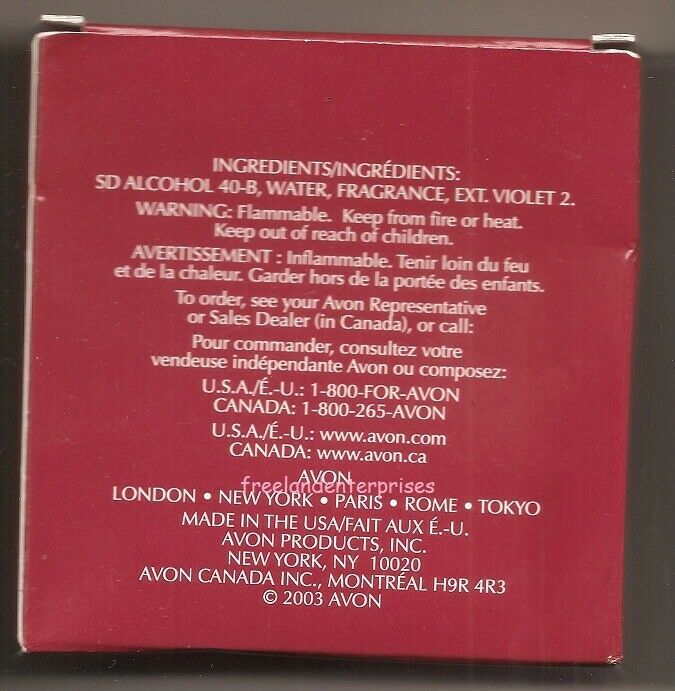 INGREDIENTS/INGRÉDIENTS:
SD ALCOHOL 40-B, WATER, FRAGRANCE, EXT. VIOLET 2.
WARNING: Flammable. Keep from fire or heat.
Keep out of reach of children.
AVERTISSEMENT : Inflammable. Tenir loin du feu
et de la chaleur. Garder hors de la portée des enfants.
To order, see your Avon Representative
or Sales Dealer (in Canada), or call:
Pour commander, consultez votre
vendeuse indépendante Avon ou composez:
U.S.A./É.-U.: 1-800-FOR-AVON
CANADA: 1-800-265-AVON
U.S.A./É.-U.: www.avon.com
CANADA: www.avon.ca
AVON
freelandenterprises
LONDON • NEW YORK • PARIS • ROME • TOKYO
MADE IN THE USA/FAIT AUX É.-U.
AVON PRODUCTS, INC.
NEW YORK, NY 10020
AVON CANADA INC., MONTRÉAL H9R 4R3
© 2003 AVON